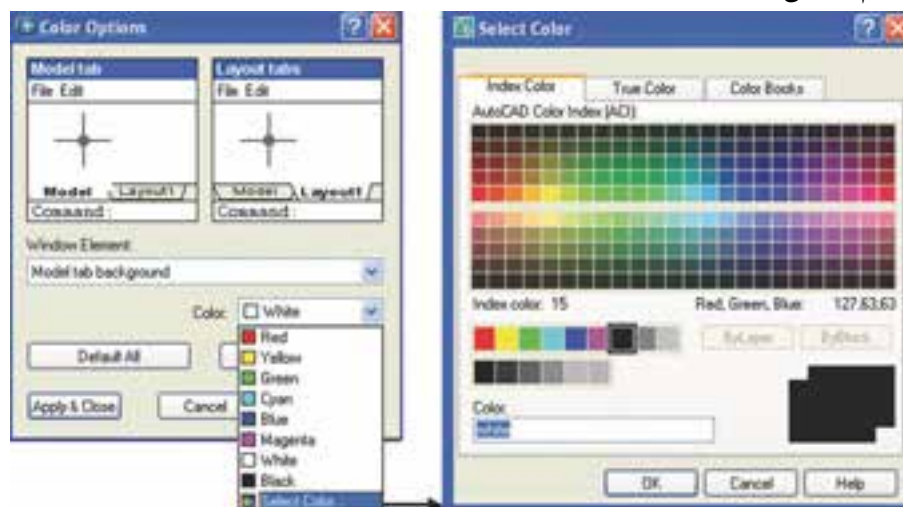 Color Options
Model tab
File Edit
Model
Layout1
Command:
Layout tabs
File Edit
Model
Layout1
Command:
Window Element:
Model tab background
Color:
White
Red
Yellow
Green
Cyan
Blue
Magenta
White
Black
Select Color...
Default All
Apply & Close
Cancel
Select Color
Index Color
True Color
Color Books
AutoCAD Color Index (ACI):
Index color: 15
Red, Green, Blue: 127,63,63
ByLayer
ByBlock
Color:
white
OK
Cancel
Help